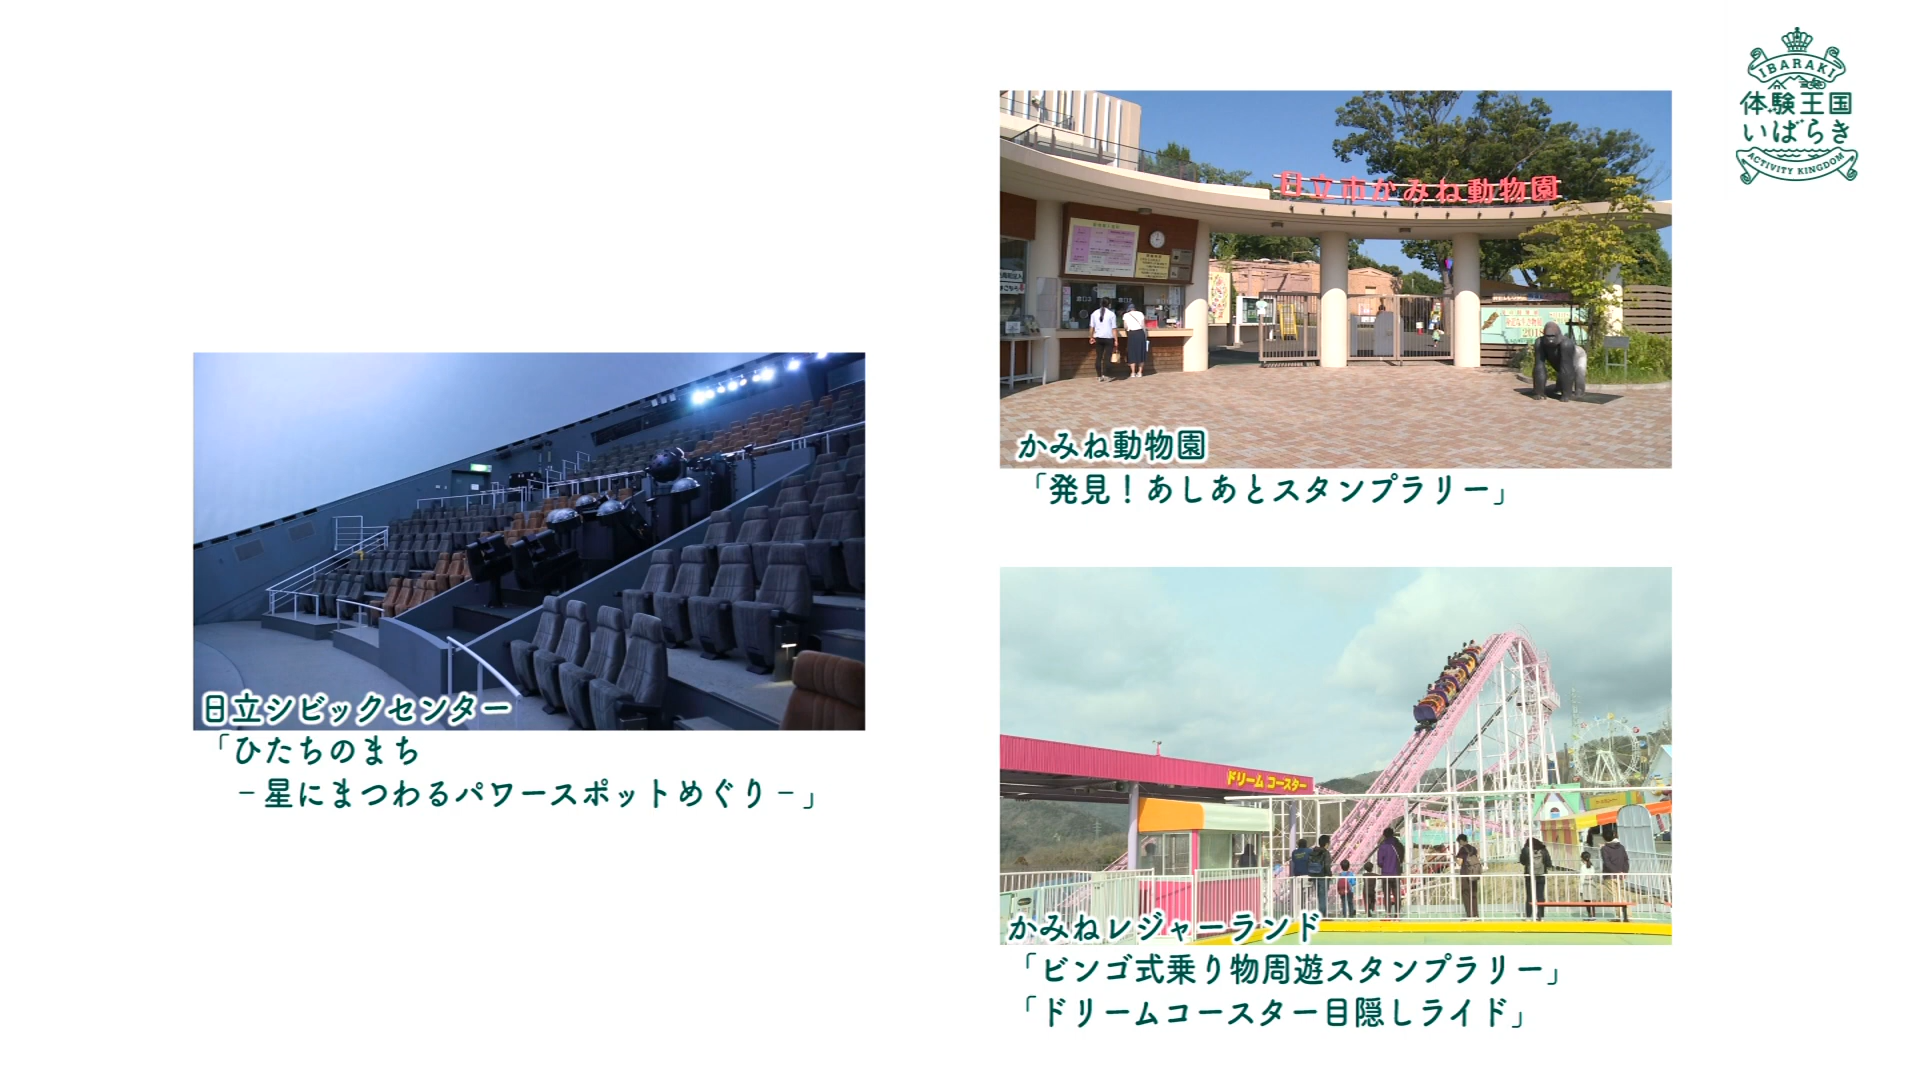 IBARAKI
体験王国
いばらき
ACTIVITY KINGDOM
日立シビックセンター
「ひたちのまち
－星にまつわるパワースポットめぐり－」
日立市かみね動物園
かみね動物園
「発見！あしあとスタンプラリー」
ドリームコースター
かみねレジャーランド
「ビンゴ式乗り物周遊スタンプラリー」
「ドリームコースター目隠しライド」